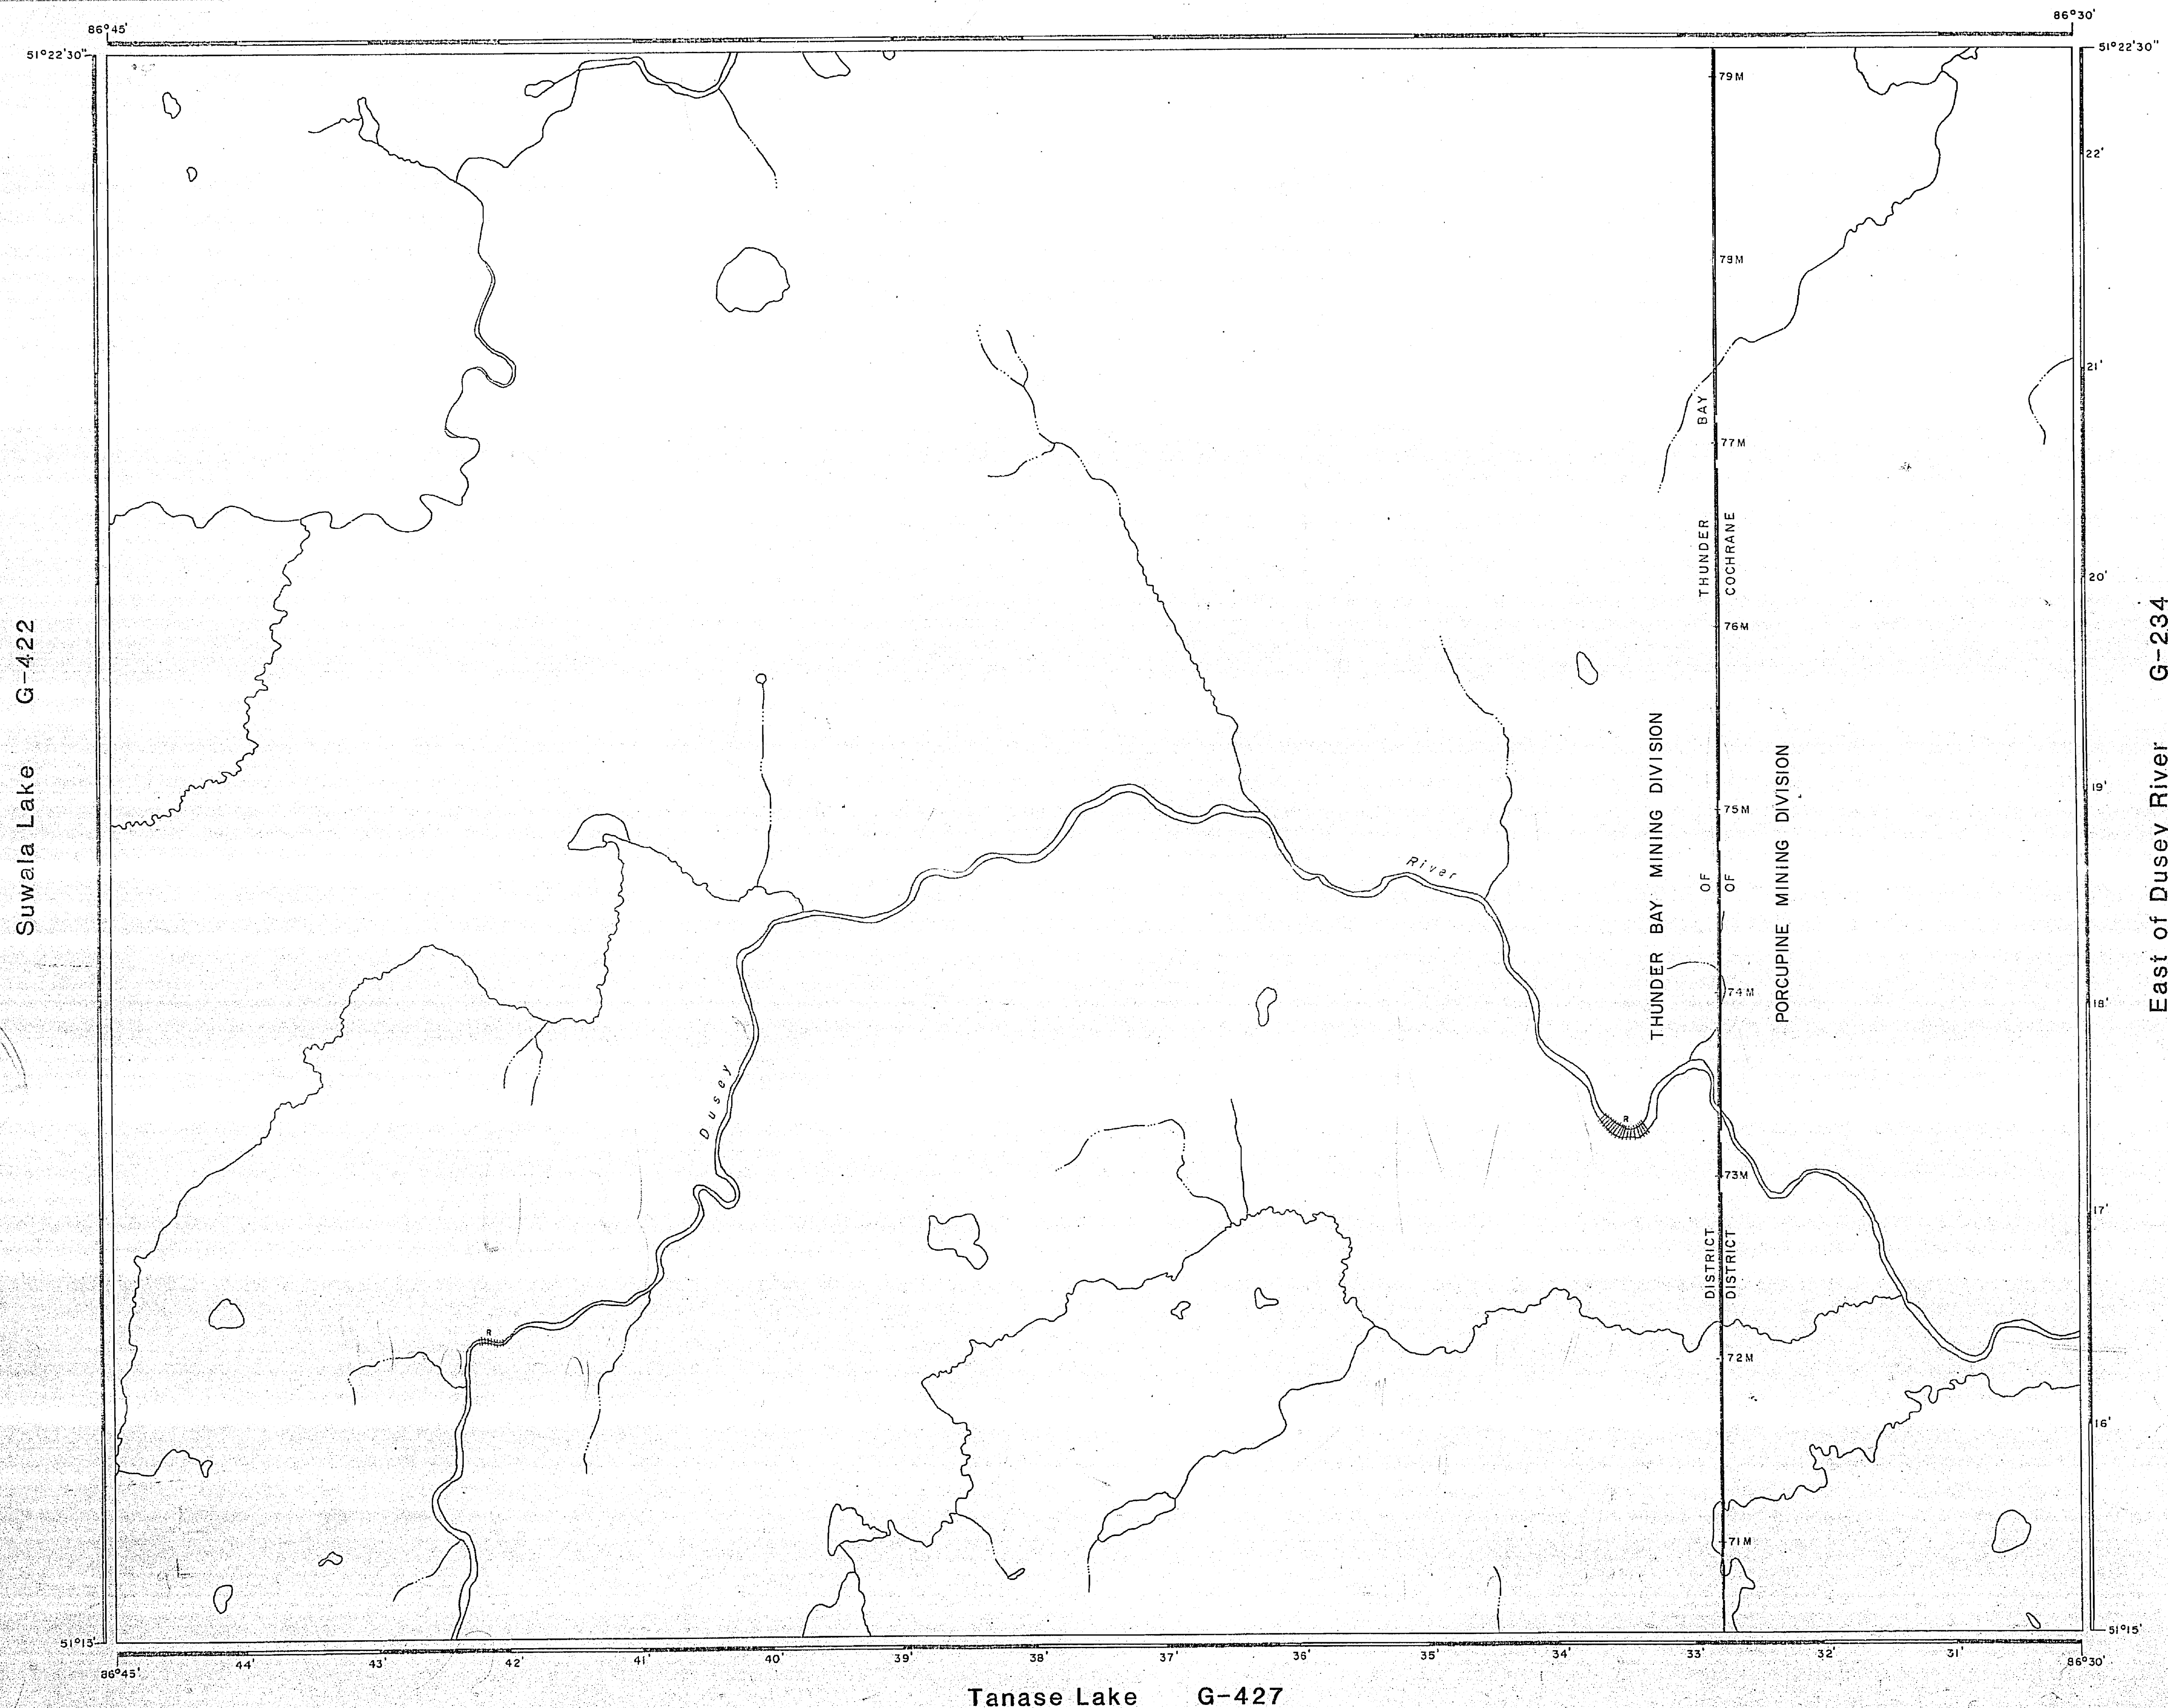 86°45'
86°30'
51°22'30"
51°22'30"
79M
22'
79M
21'
BAY
77M
THUNDER
COCHRANE
20'
76M
Suwala Lake G-422
East of Dusey River G-234
THUNDER BAY MINING DIVISION
PORCUPINE MINING DIVISION
19'
75M
River
OF
OF
74M
18'
Dusey
R
73M
17'
DISTRICT
DISTRICT
R
72M
16'
71M
51°15'
51°15'
86°45'
44'
43'
42'
41'
40'
39'
38'
37'
36'
35'
34'
33'
32'
31'
86°30'
Tanase Lake G-427